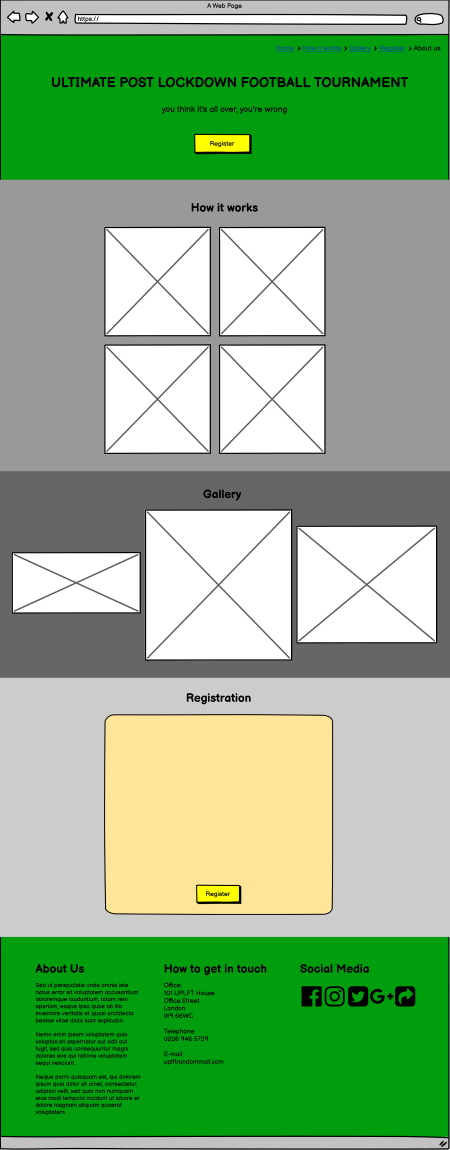 A Web Page
https://
Home > How it works > Gallery > Register > About us
ULTIMATE POST LOCKDOWN FOOTBALL TOURNAMENT
you think it's all over, you're wrong
Register
How it works
Gallery
Registration
Register
About Us
Sed ut perspiciatis unde omnis iste
natus error sit voluptatem accusantium
doloremque laudantium, totam rem
aperiam, eaque ipsa quae ab illo
inventore veritatis et quasi architecto
beatae vitae dicta sunt explicabo.
Nemo enim ipsam voluptatem quia
voluptas sit aspernatur aut odit aut
fugit, sed quia consequuntur magni
dolores eos qui ratione voluptatem
sequi nesciunt.
Neque porro quisquam est, qui dolorem
ipsum quia dolor sit amet, consectetur,
adipisci velit, sed quia non numquam
eius modi tempora incidunt ut labore et
dolore magnam aliquam quaerat
voluptatem.
How to get in touch
Office:
101 UPLFT House
Office Street
London
W9 66WC
Telephone:
0208 946 5739
E-mail:
uplftrandommail.com
Social Media
G+